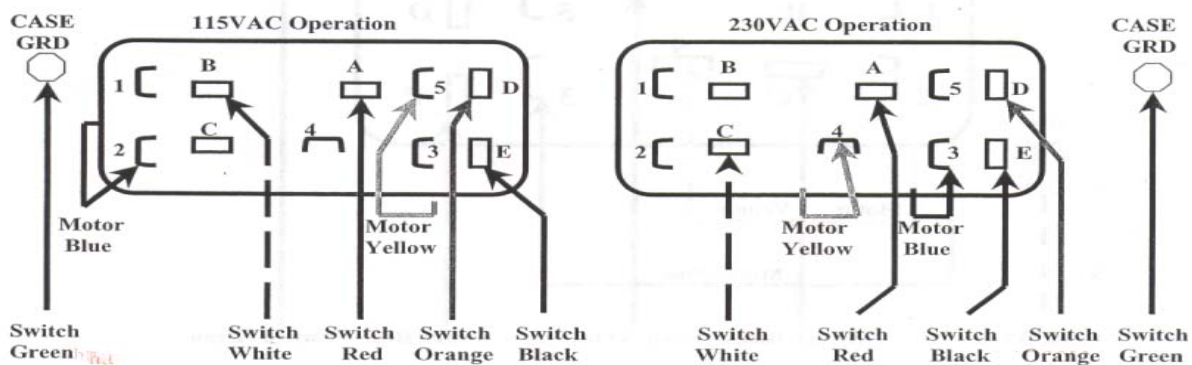 CASE GRD
115VAC Operation
230VAC Operation
CASE GRD
1
B
A
5
D
2
C
4
3
E
Motor Blue
Motor Yellow
1
B
A
5
D
2
C
4
3
E
Motor Yellow
Motor Blue
Switch Green
Switch White
Switch Red
Switch Orange
Switch Black
Switch White
Switch Red
Switch Black
Switch Orange
Switch Green